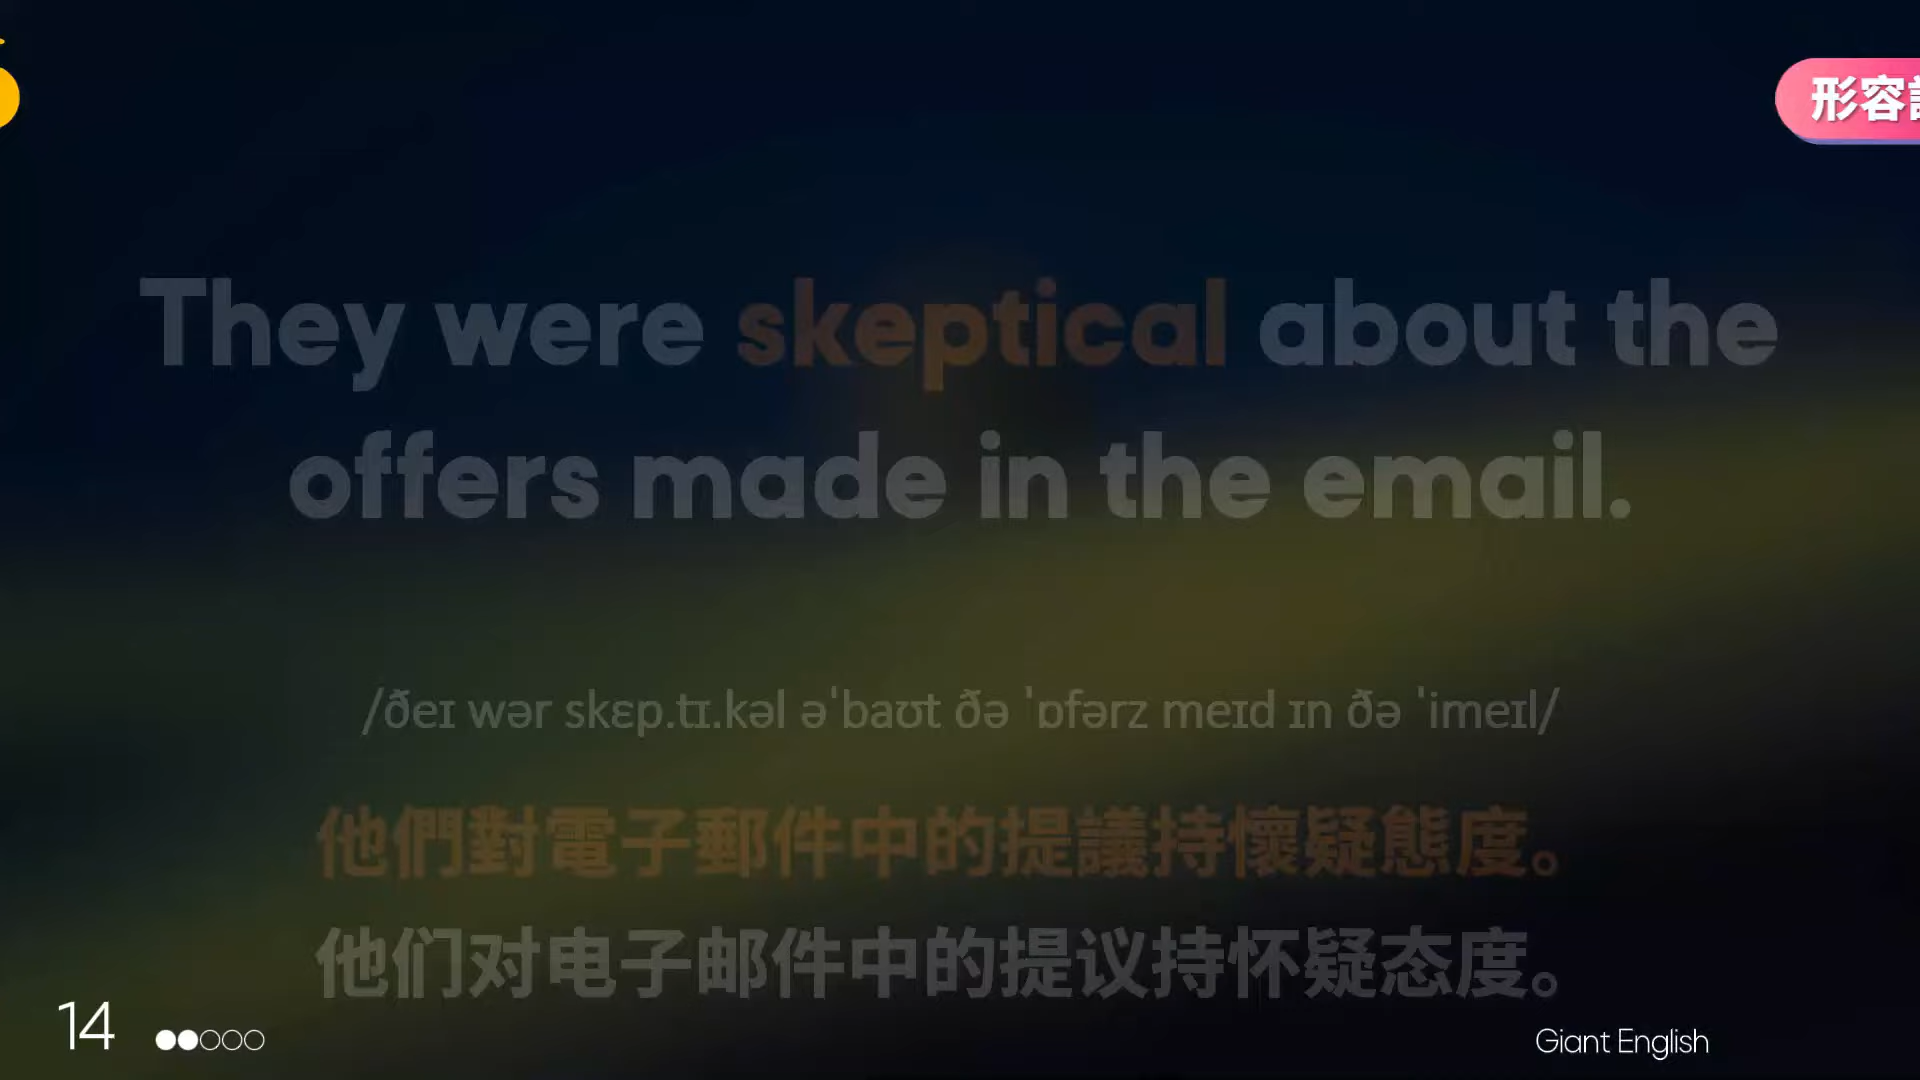 形容
They were skeptical about the
offers made in the email.
/ðeɪ wər skɛp.tɪ.kəl əˈbaʊt ðə ˈɒfərz meɪd ɪn ðə ˈimeɪl/
他們對電子郵件中的提議持懷疑態度。
他们对电子邮件中的提议持怀疑态度。
14
Giant English